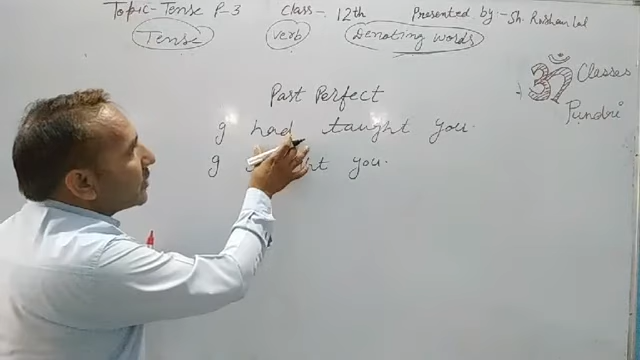 Topic - Tense P-3 Class - 12th Presented by - Sh. Roshan Lal
Tense verb Denoting words
ॐ Classes
Pundri
Past Perfect
I had taught you.
I you.